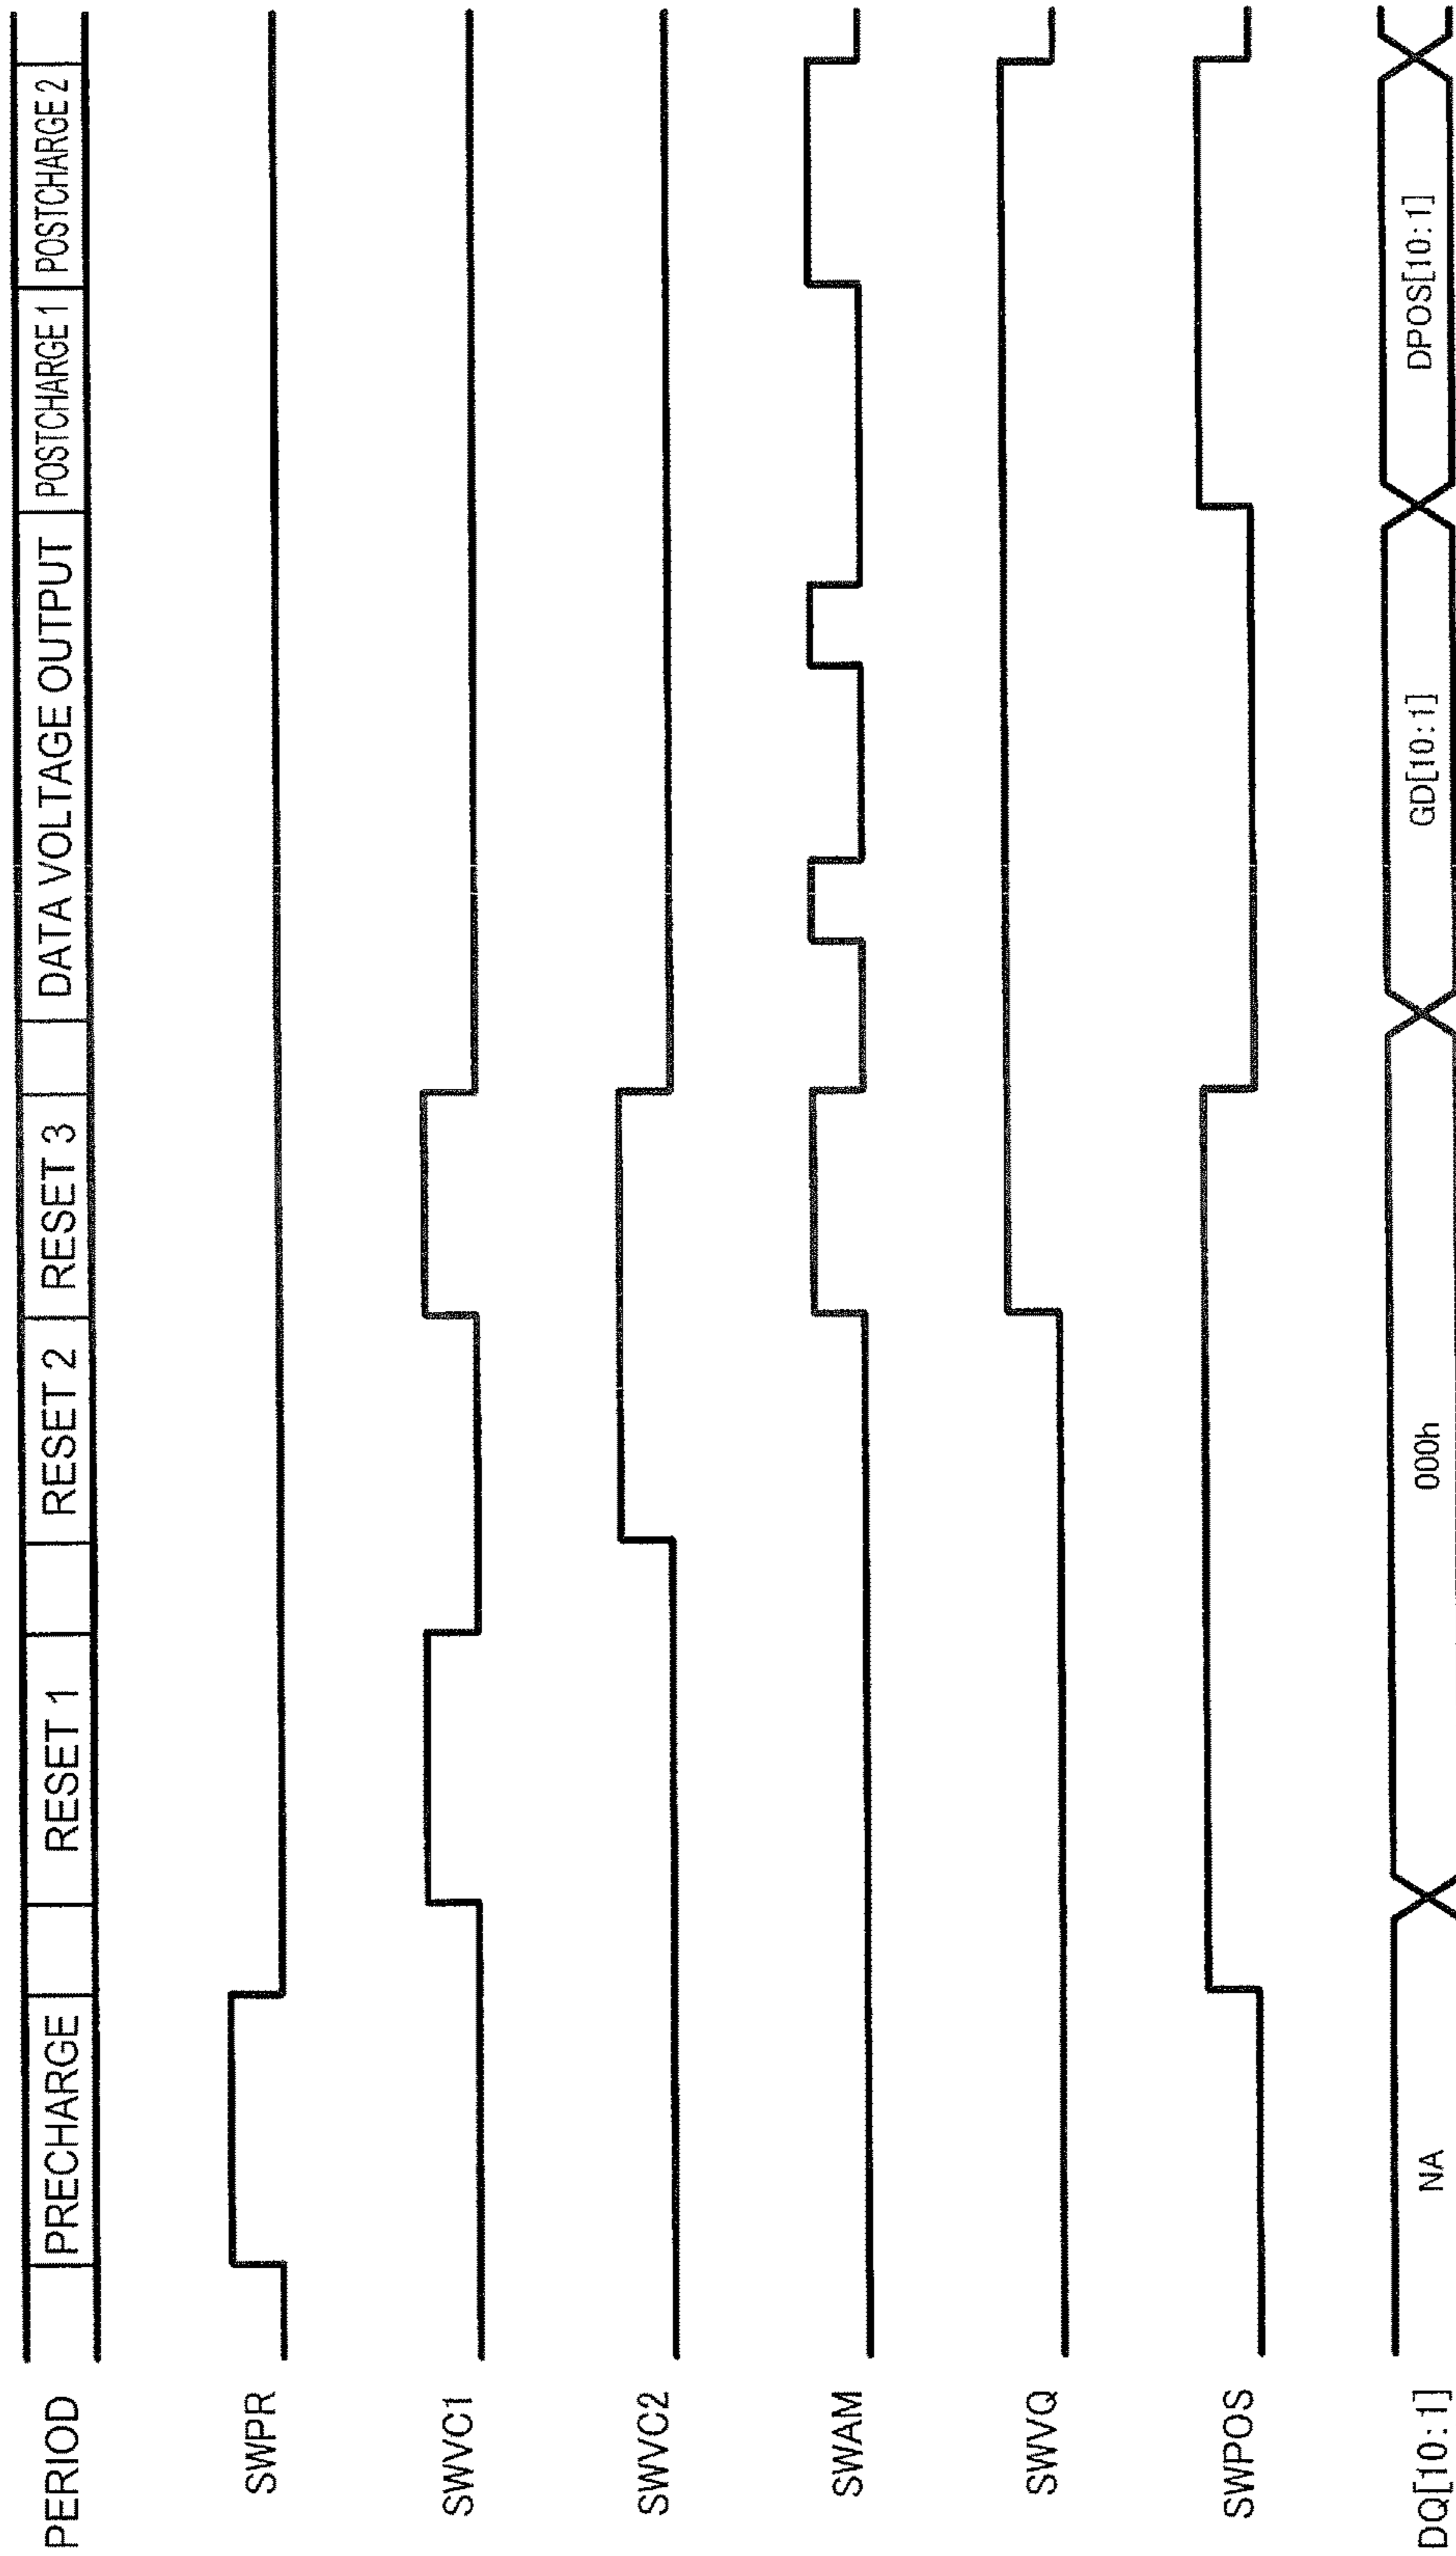 PERIOD PRECHARGE RESET 1 RESET 2 RESET 3 DATA VOLTAGE OUTPUT POSTCHARGE 1 POSTCHARGE 2
SWPR
SWVC1
SWVC2
SWAM
SWVQ
SWPOS
DQ[10:1] NA 000h GD[10:1] DPOS[10:1]